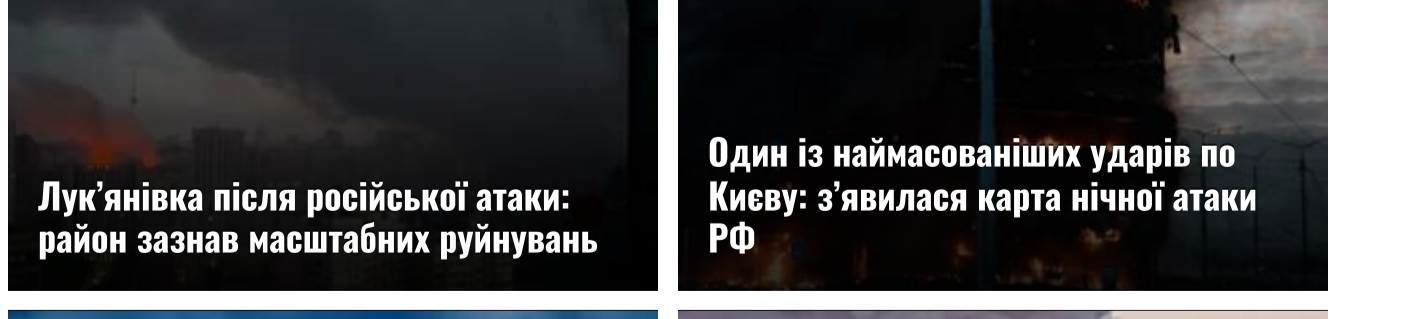 Лук’янівка після російської атаки:
район зазнав масштабних руйнувань
Один із наймасованіших ударів по
Києву: з’явилася карта нічної атаки
РФ